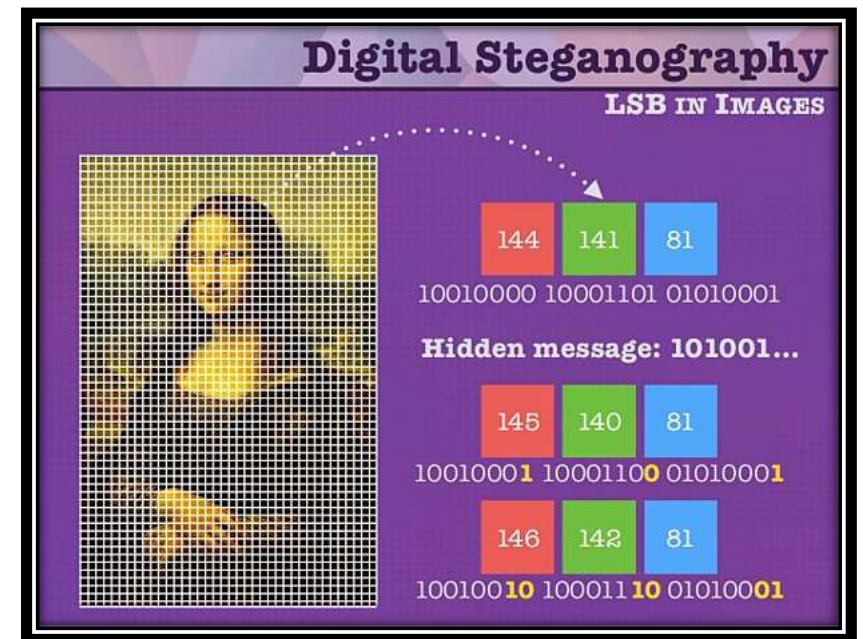 Digital Steganography
LSB IN IMAGES
144 141 81
10010000 10001101 01010001
Hidden message: 101001...
145 140 81
10010001 10001100 01010001
146 142 81
10010010 10001110 01010001